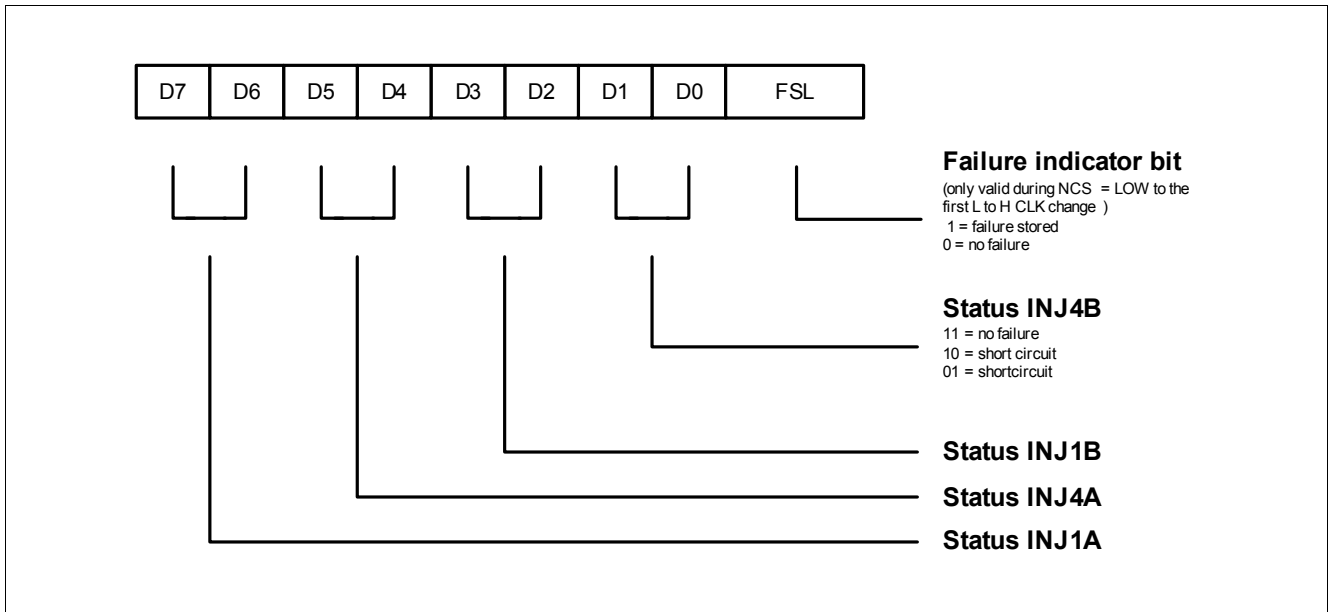 D7 D6 D5 D4 D3 D2 D1 D0 FSL
Failure indicator bit
(only valid during NCS = LOW to the
first L to H CLK change )
1 = failure stored
0 = no failure
Status INJ4B
11 = no failure
10 = short circuit
01 = shortcircuit
Status INJ1B
Status INJ4A
Status INJ1A